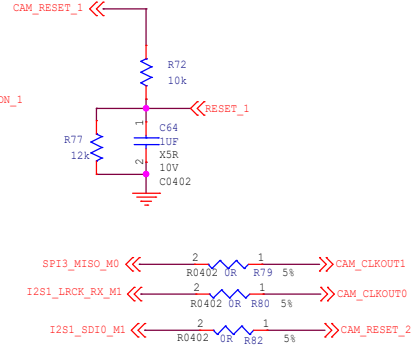 CAM_RESET_1
R72
10k
ON_1
RESET_1
1
C64
R77
1UF
12k
X5R
2
10V
C0402
SPI3_MISO_M0
2
1
CAM_CLKOUT1
R0402 0R R79 5%
I2S1_LRCK_RX_M1
2
1
CAM_CLKOUT0
R0402 0R R80 5%
I2S1_SDI0_M1
2
1
CAM_RESET_2
R0402 0R R82 5%